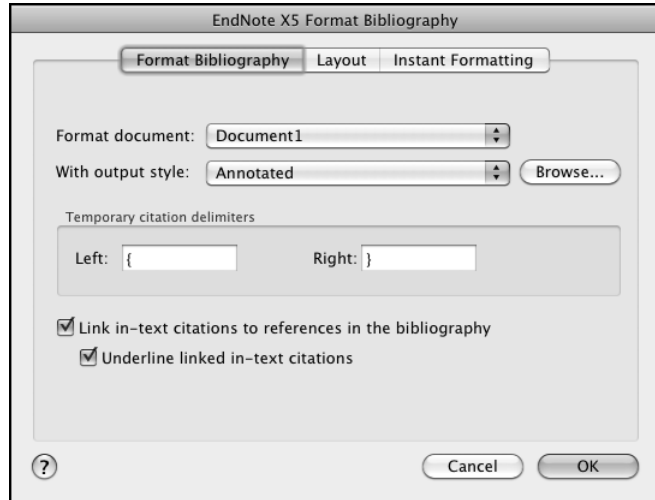 EndNote X5 Format Bibliography
Format Bibliography Layout Instant Formatting
Format document: Document1
With output style: Annotated Browse...
Temporary citation delimiters
Left: { Right: }
Link in-text citations to references in the bibliography
Underline linked in-text citations
? Cancel OK